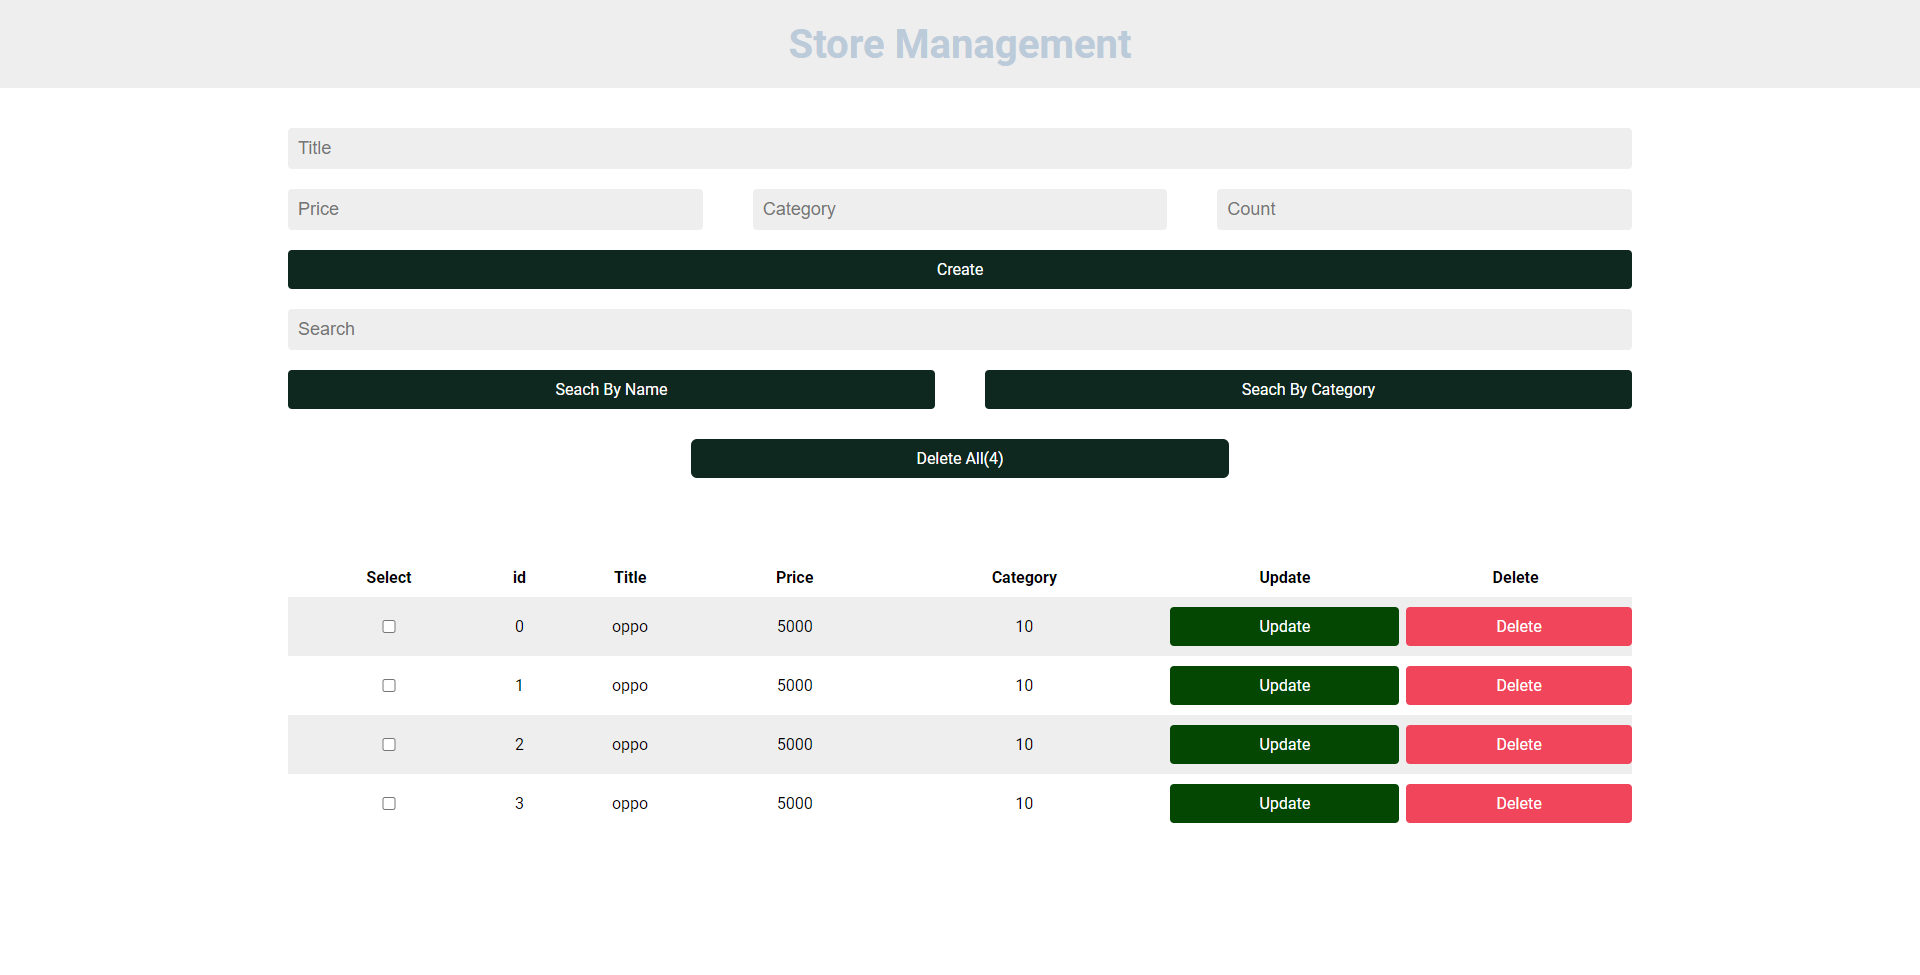 Store Management
Title
Price Category Count
Create
Search
Seach By Name Seach By Category
Delete All(4)
Select id Title Price Category Update Delete
0 oppo 5000 10 Update Delete
1 oppo 5000 10 Update Delete
2 oppo 5000 10 Update Delete
3 oppo 5000 10 Update Delete